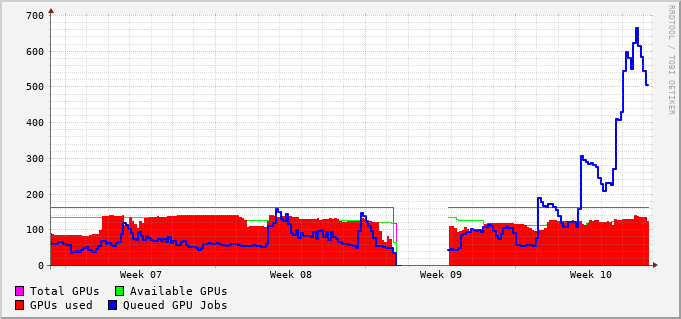 700
600
500
400
300
200
100
0
Week 07 Week 08 Week 09 Week 10
Total GPUs Available GPUs
GPUs used Queued GPU Jobs
RRDTOOL / TOBI OETIKER